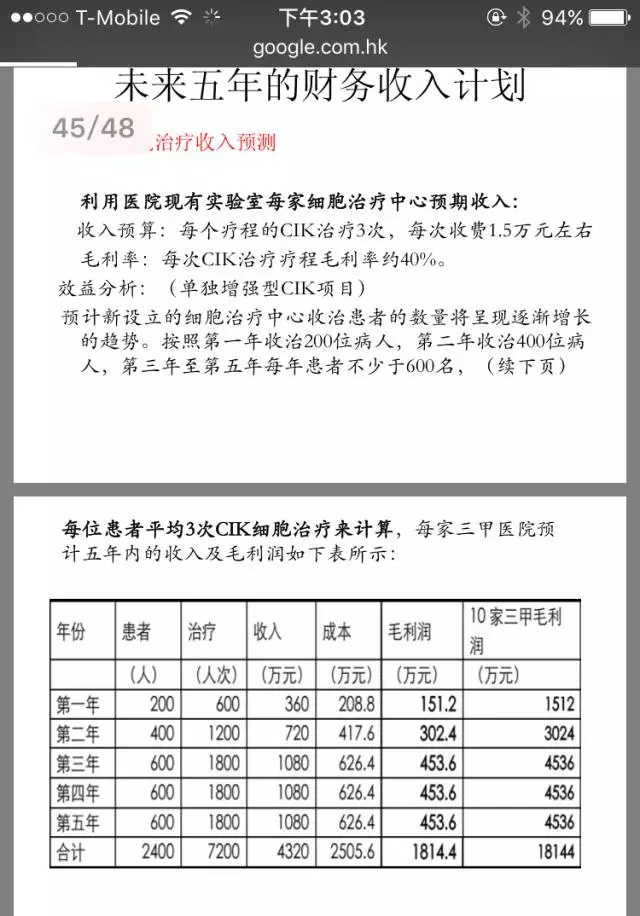 T-Mobile 下午3:03 94%
google.com.hk
未来五年的财务收入计划
45/48
治疗收入预测
利用医院现有实验室每家细胞治疗中心预期收入:
收入预算: 每个疗程的CIK治疗3次, 每次收费1.5万元左右
毛利率: 每次CIK治疗疗程毛利率约40%。
效益分析: (单独增强型CIK项目)
预计新设立的细胞治疗中心收治患者的数量将呈现逐渐增长
的趋势。按照第一年收治200位病人, 第二年收治400位病
人, 第三年至第五年每年患者不少于600名, (续下页)
每位患者平均3次CIK细胞治疗来计算, 每家三甲医院预
计五年内的收入及毛利润如下表所示:
年份 患者 治疗 收入 成本 毛利润 10家三甲毛利
润
(人) (人次) (万元) (万元) (万元) (万元)
第一年 200 600 360 208.8 151.2 1512
第二年 400 1200 720 417.6 302.4 3024
第三年 600 1800 1080 626.4 453.6 4536
第四年 600 1800 1080 626.4 453.6 4536
第五年 600 1800 1080 626.4 453.6 4536
合计 2400 7200 4320 2505.6 1814.4 18144